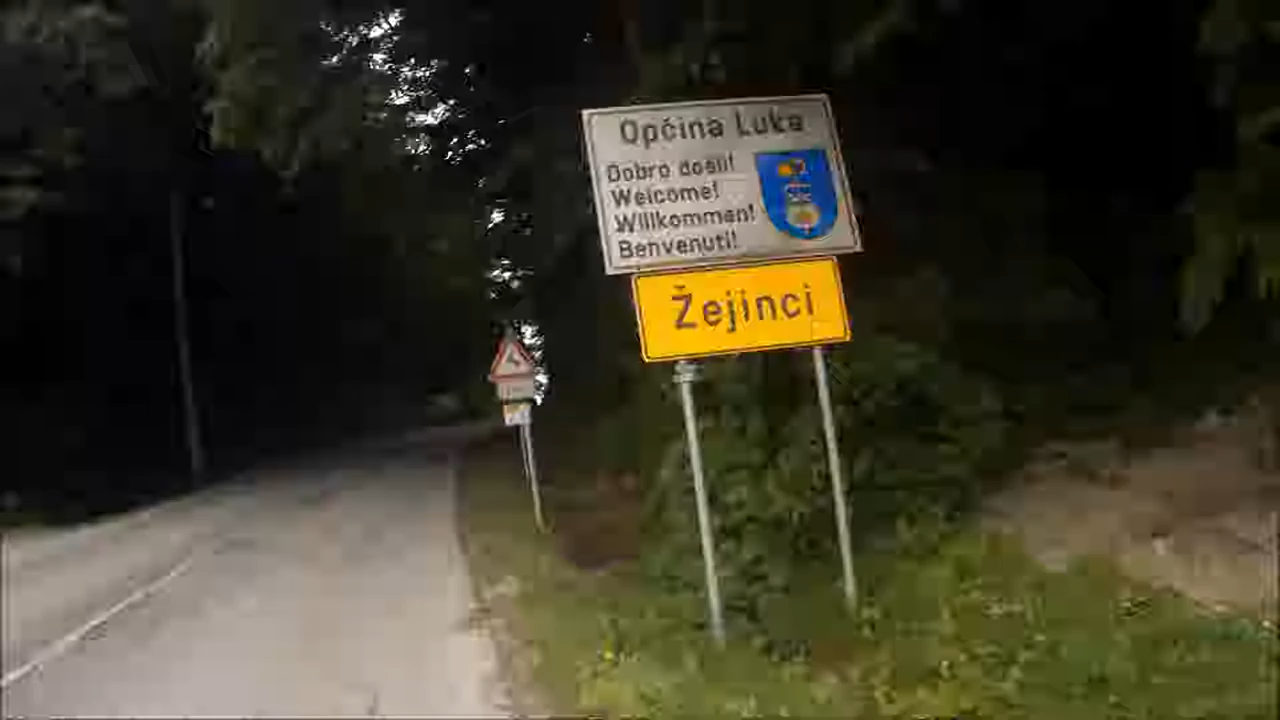 Općina Luka
Dobro došli!
Welcome!
Willkommen!
Benvenuti!
Žejinci